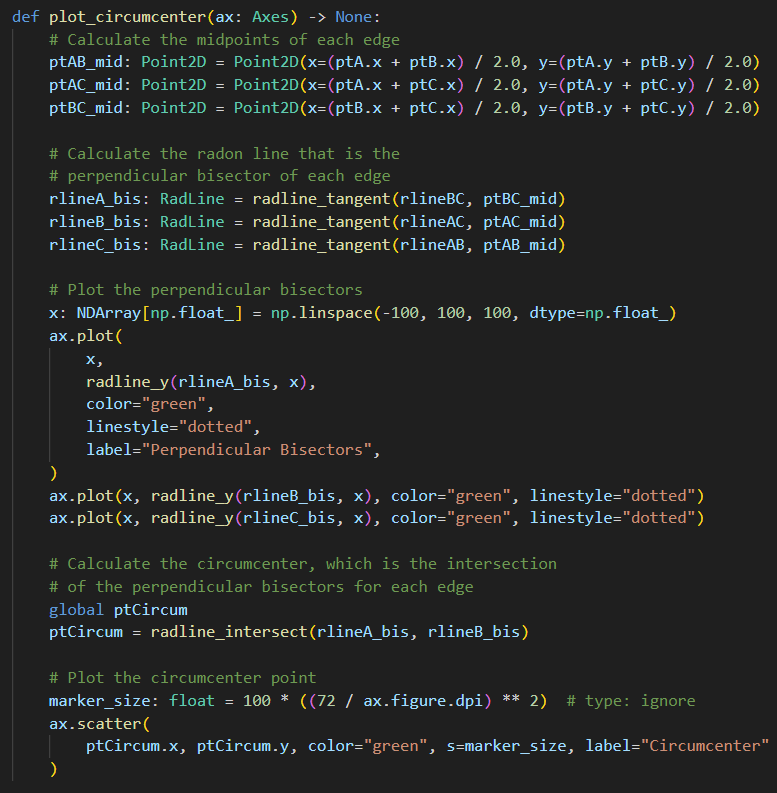 def plot_circumcenter(ax: Axes) -> None:
    # Calculate the midpoints of each edge
    ptAB_mid: Point2D = Point2D(x=(ptA.x + ptB.x) / 2.0, y=(ptA.y + ptB.y) / 2.0)
    ptAC_mid: Point2D = Point2D(x=(ptA.x + ptC.x) / 2.0, y=(ptA.y + ptC.y) / 2.0)
    ptBC_mid: Point2D = Point2D(x=(ptB.x + ptC.x) / 2.0, y=(ptB.y + ptC.y) / 2.0)

    # Calculate the radon line that is the
    # perpendicular bisector of each edge
    rlineA_bis: RadLine = radline_tangent(rlineBC, ptBC_mid)
    rlineB_bis: RadLine = radline_tangent(rlineAC, ptAC_mid)
    rlineC_bis: RadLine = radline_tangent(rlineAB, ptAB_mid)

    # Plot the perpendicular bisectors
    x: NDArray[np.float_] = np.linspace(-100, 100, 100, dtype=np.float_)
    ax.plot(
        x,
        radline_y(rlineA_bis, x),
        color="green",
        linestyle="dotted",
        label="Perpendicular Bisectors",
    )
    ax.plot(x, radline_y(rlineB_bis, x), color="green", linestyle="dotted")
    ax.plot(x, radline_y(rlineC_bis, x), color="green", linestyle="dotted")

    # Calculate the circumcenter, which is the intersection
    # of the perpendicular bisectors for each edge
    global ptCircum
    ptCircum = radline_intersect(rlineA_bis, rlineB_bis)

    # Plot the circumcenter point
    marker_size: float = 100 * ((72 / ax.figure.dpi) ** 2)  # type: ignore
    ax.scatter(
        ptCircum.x, ptCircum.y, color="green", s=marker_size, label="Circumcenter"
    )